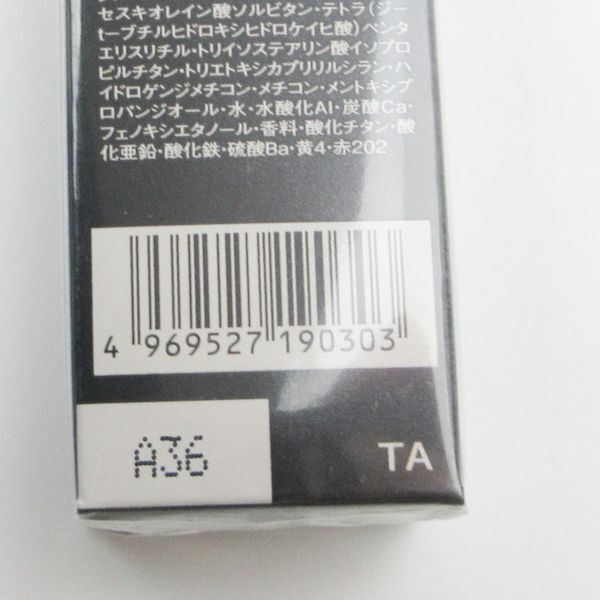 セスキオレイン酸ソルビタン・テトラ(ジー
tーブチルヒドロキシヒドロケイヒ酸)ペンタ
エリスリチル・トリイソステアリン酸イソプロ
ピルチタン・トリエトキシカプリリルシラン・ハ
イドロゲンジメチコン・メチコン・メントキシプ
ロパンジオール・水・水酸化Al・炭酸Ca・
フェノキシエタノール・香料・酸化チタン・酸
化亜鉛・酸化鉄・硫酸Ba・黄4・赤202
4 969527 190303
A36
TA